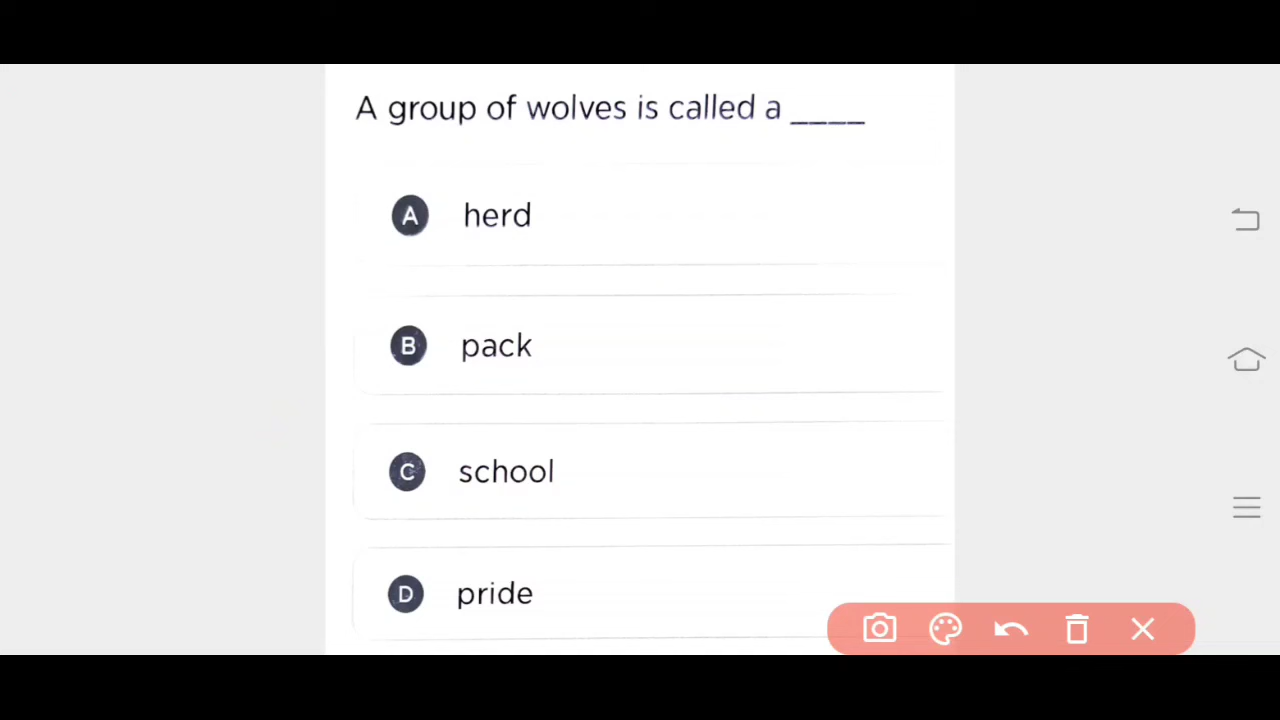 A group of wolves is called a ____
A herd
B pack
C school
D pride